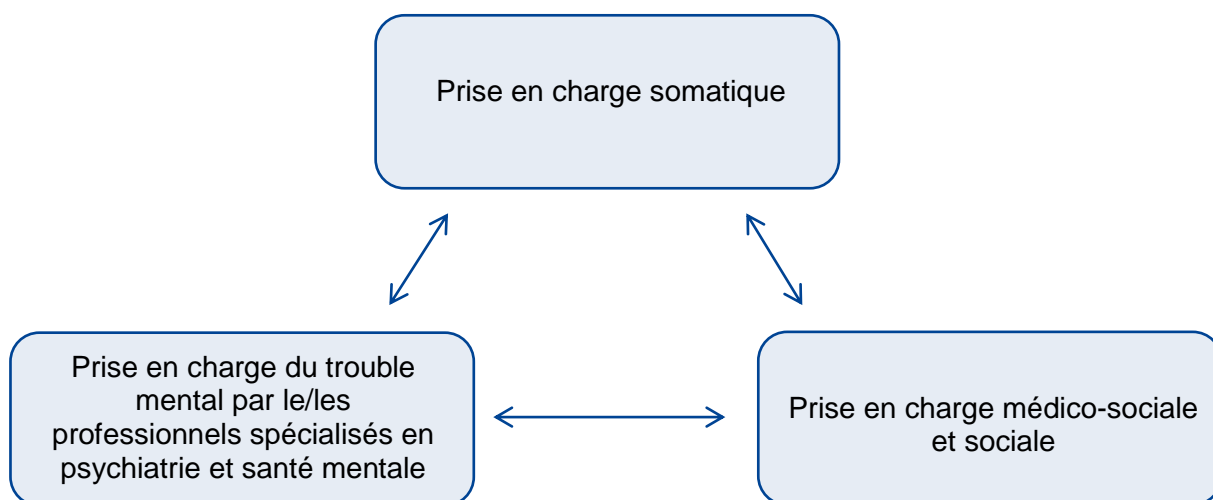 Prise en charge somatique
Prise en charge du trouble
mental par le/les
professionnels spécialisés en
psychiatrie et santé mentale
Prise en charge médico-sociale
et sociale